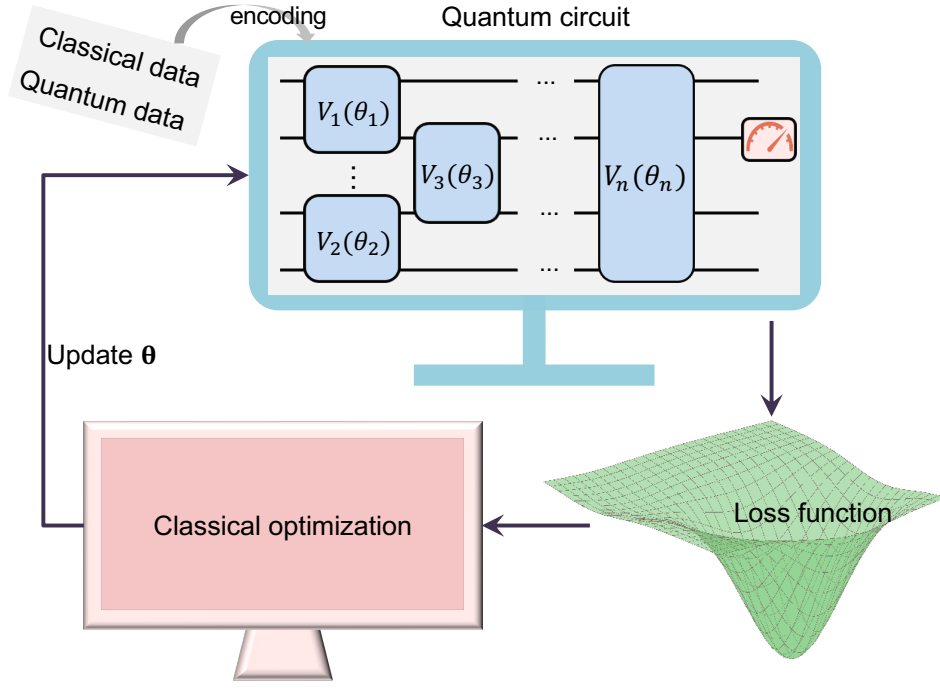 encoding
Quantum circuit
Classical data
Quantum data
V₁(θ₁)
...
V₃(θ₃)
...
Vₙ(θₙ)
⋮
V₂(θ₂)
...
...
Update θ
Loss function
Classical optimization